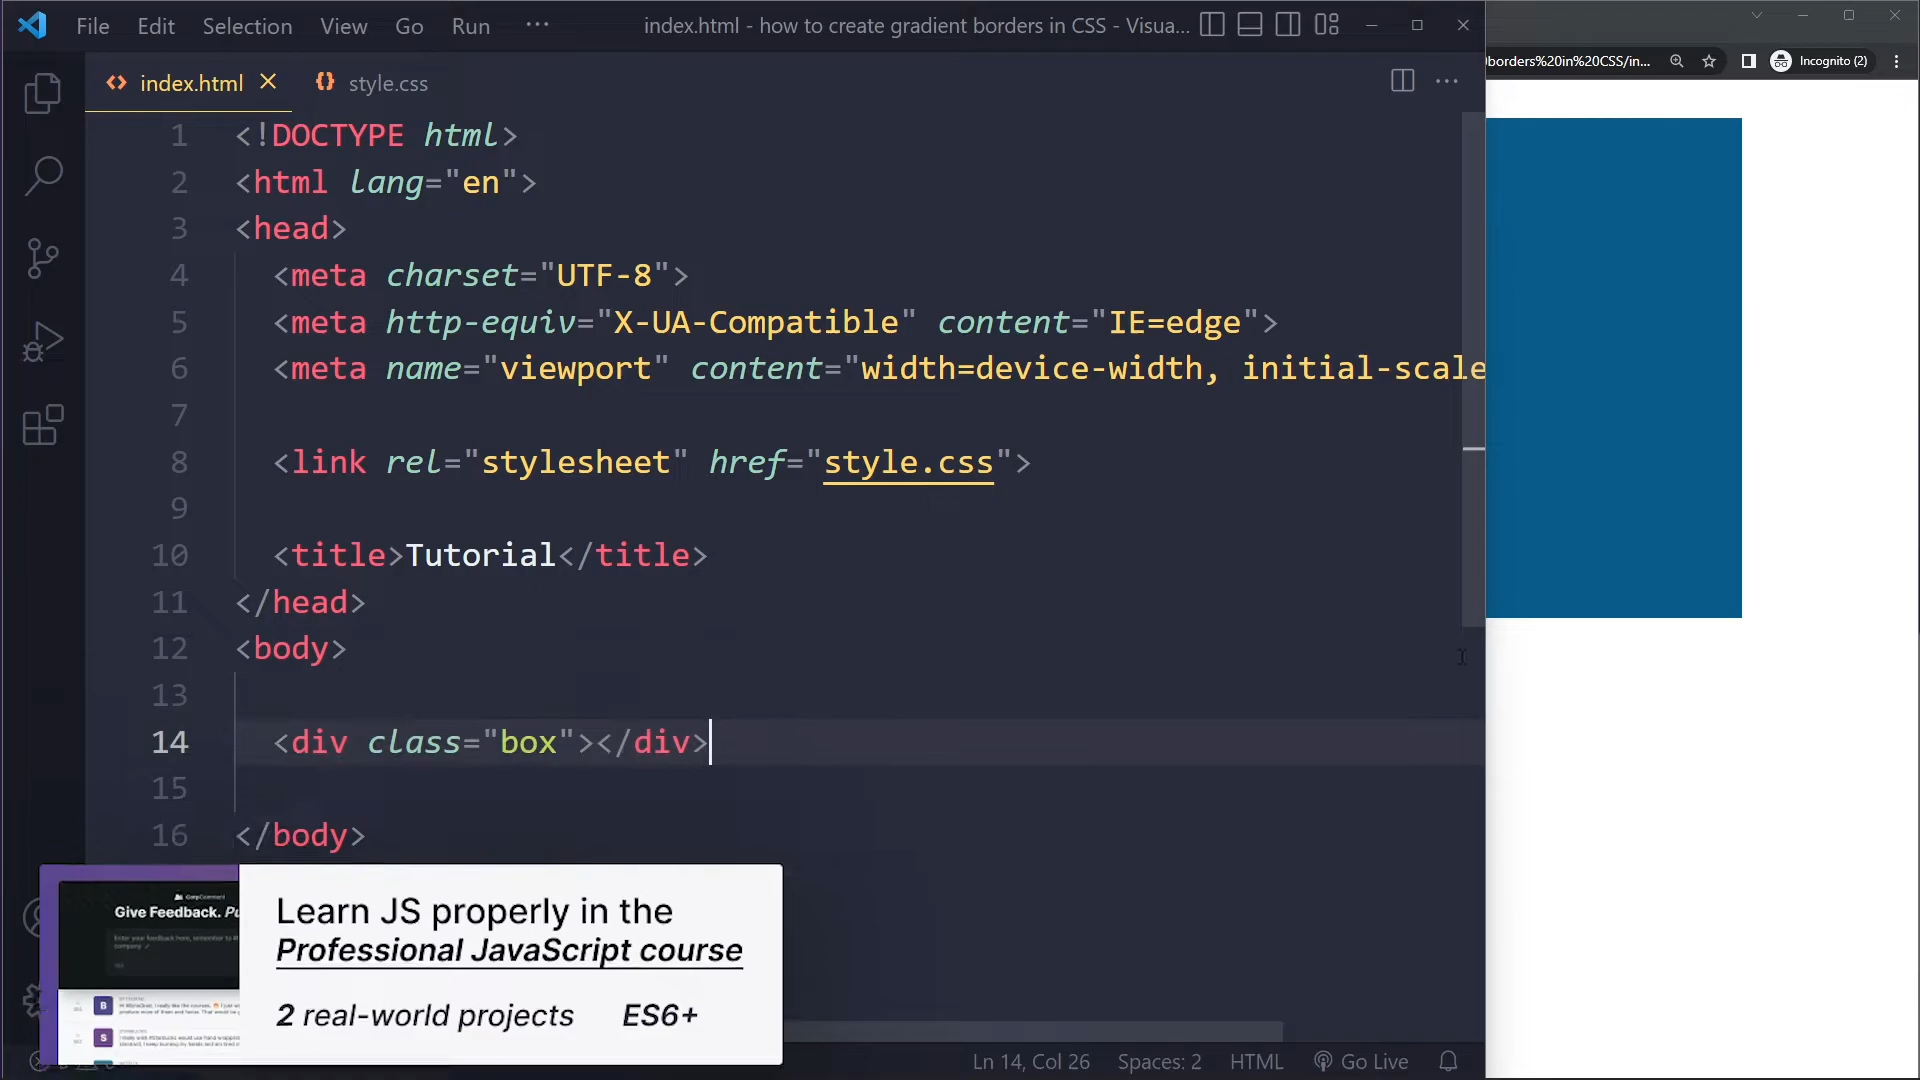 File Edit Selection View Go Run ···
index.html - how to create gradient borders in CSS - Visua...
borders%20in%20CSS/in... Incognito (2)
index.html style.css
1 <!DOCTYPE html>
2 <html lang="en">
3 <head>
4 <meta charset="UTF-8">
5 <meta http-equiv="X-UA-Compatible" content="IE=edge">
6 <meta name="viewport" content="width=device-width, initial-scale
7
8 <link rel="stylesheet" href="style.css">
9
10 <title>Tutorial</title>
11 </head>
12 <body>
13
14 <div class="box"></div>
15
16 </body>
CorpComment
Give Feedback. Pu
Learn JS properly in the
Professional JavaScript course
2 real-world projects ES6+
B
S
Ln 14, Col 26 Spaces: 2 HTML Go Live